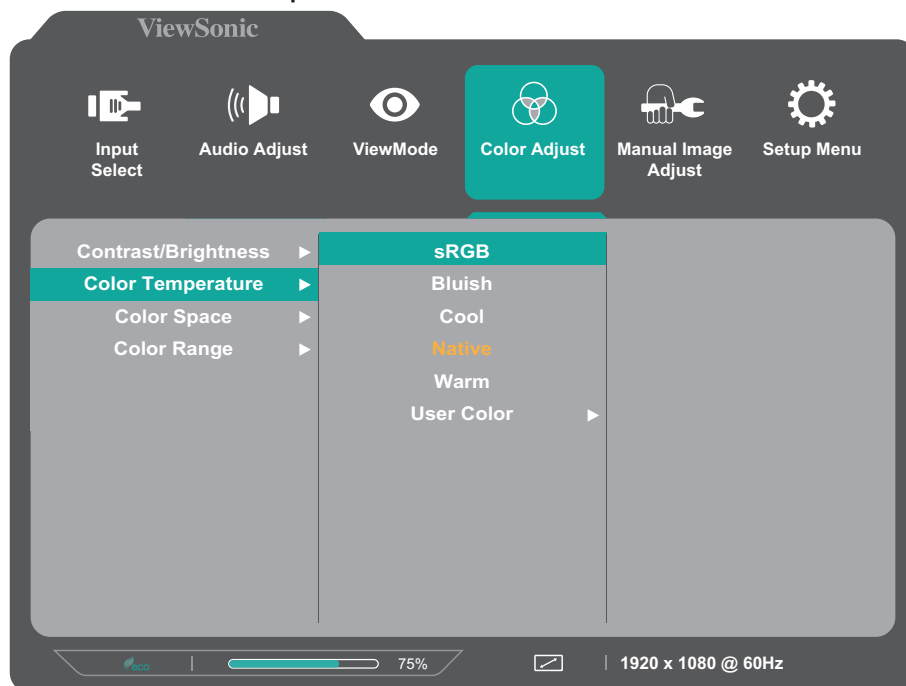 ViewSonic
Input Select
Audio Adjust
ViewMode
Color Adjust
Manual Image Adjust
Setup Menu
Contrast/Brightness
Color Temperature
Color Space
Color Range
sRGB
Bluish
Cool
Native
Warm
User Color
eco
75%
1920 x 1080 @ 60Hz